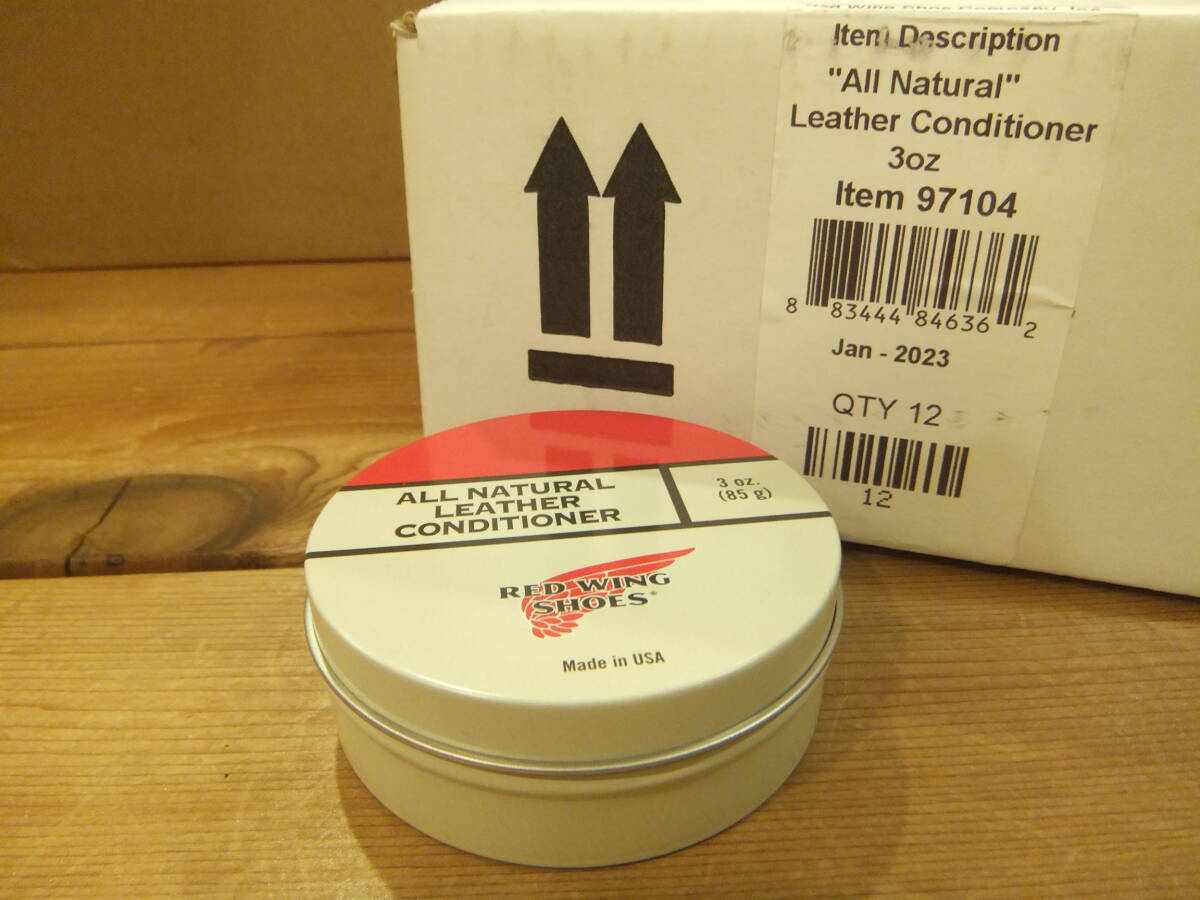 Item Description
"All Natural"
Leather Conditioner
3oz
Item 97104
8 83444 84636 2
Jan - 2023
QTY 12
12
ALL NATURAL
LEATHER
CONDITIONER
3 oz.
(85 g)
RED WING
SHOES®
Made in USA